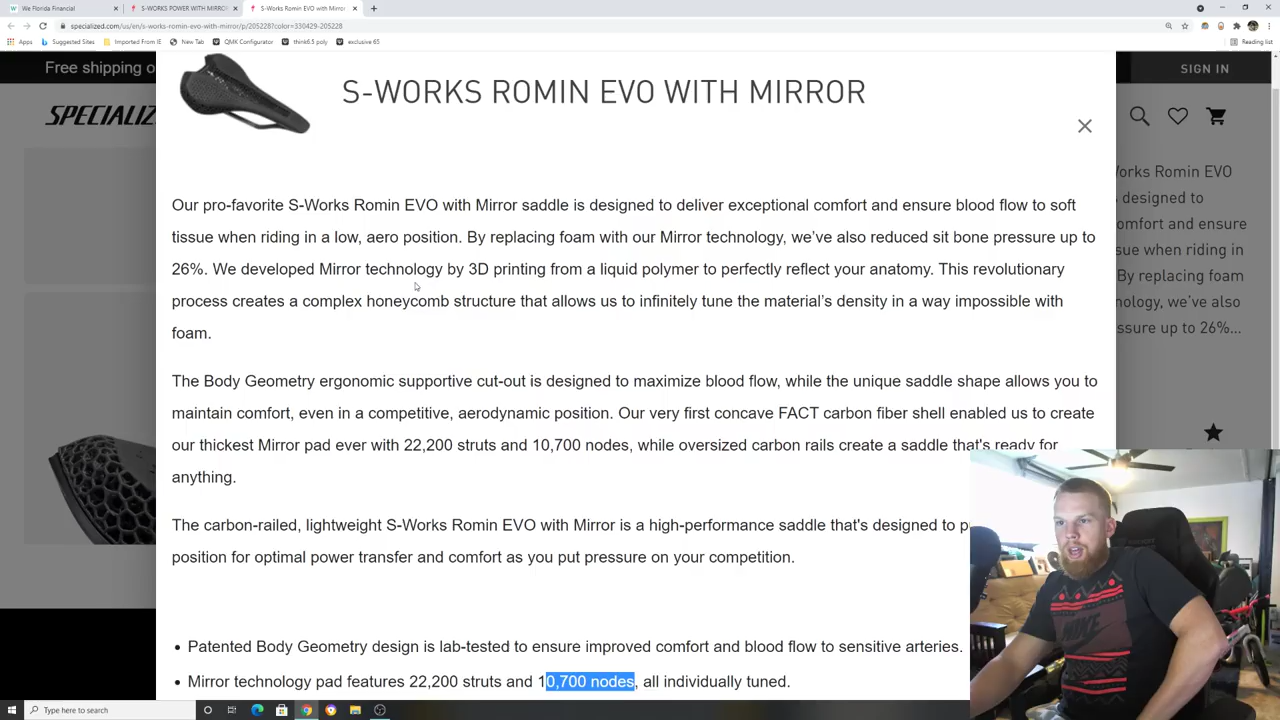 We Florida Financial
S-WORKS POWER WITH MIRROR
S-Works Romin EVO with Mirror
specialized.com/us/en/s-works-romin-evo-with-mirror/p/205228?color=330429-205228
Apps
Suggested Sites
Imported From IE
New Tab
QMK Configurator
think6.5 poly
exclusive 65
Reading list
Free shipping o
SIGN IN
SPECIALIZ
S-WORKS ROMIN EVO WITH MIRROR
Our pro-favorite S-Works Romin EVO with Mirror saddle is designed to deliver exceptional comfort and ensure blood flow to soft
tissue when riding in a low, aero position. By replacing foam with our Mirror technology, we've also reduced sit bone pressure up to
26%. We developed Mirror technology by 3D printing from a liquid polymer to perfectly reflect your anatomy. This revolutionary
process creates a complex honeycomb structure that allows us to infinitely tune the material's density in a way impossible with
foam.
The Body Geometry ergonomic supportive cut-out is designed to maximize blood flow, while the unique saddle shape allows you to
maintain comfort, even in a competitive, aerodynamic position. Our very first concave FACT carbon fiber shell enabled us to create
our thickest Mirror pad ever with 22,200 struts and 10,700 nodes, while oversized carbon rails create a saddle that's ready for
anything.
The carbon-railed, lightweight S-Works Romin EVO with Mirror is a high-performance saddle that's designed to p
position for optimal power transfer and comfort as you put pressure on your competition.
• Patented Body Geometry design is lab-tested to ensure improved comfort and blood flow to sensitive arteries.
• Mirror technology pad features 22,200 struts and 10,700 nodes, all individually tuned.
Works Romin EVO
designed to
omfort and ensure
sue when riding in
By replacing foam
nology, we've also
ssure up to 26%...
NIKE
Type here to search